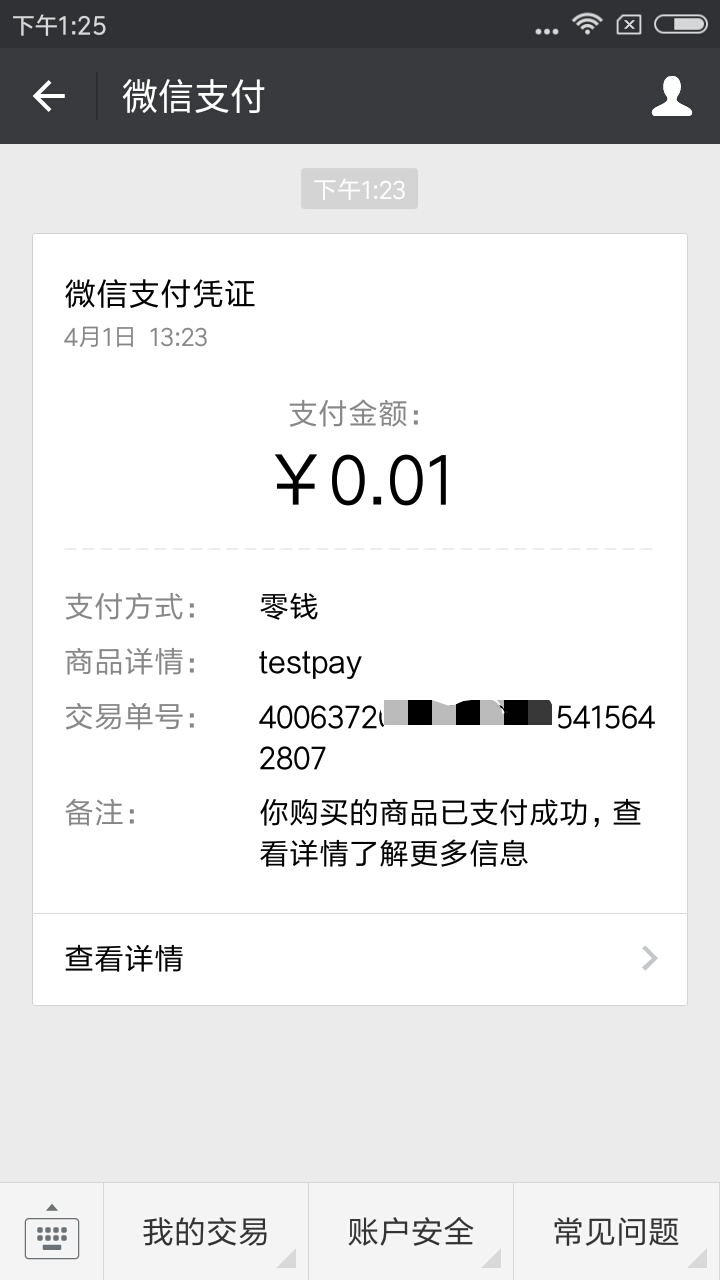 下午1:25
微信支付
下午1:23
微信支付凭证
4月1日 13:23
支付金额:
￥0.01
支付方式: 零钱
商品详情: testpay
交易单号: 4006372 541564
2807
备注: 你购买的商品已支付成功，查
看详情了解更多信息
查看详情
我的交易 账户安全 常见问题